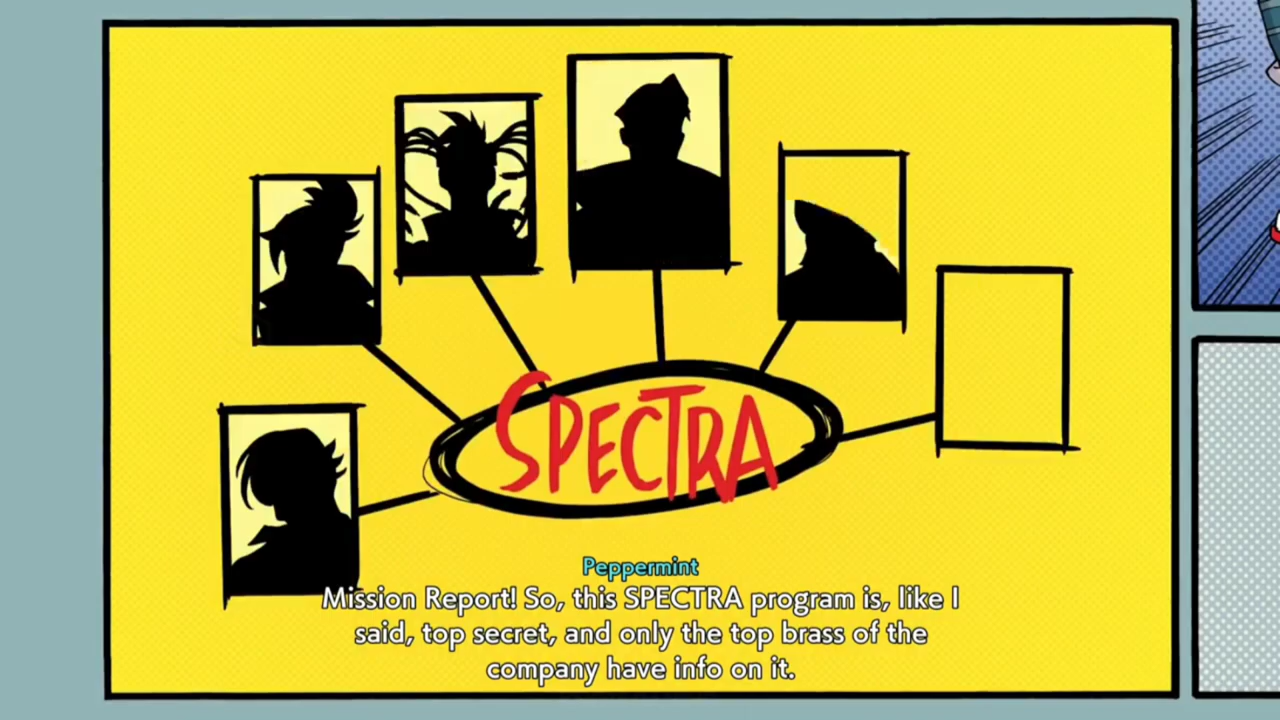 SPECTRA
Peppermint
Mission Report! So, this SPECTRA program is, like I
said, top secret, and only the top brass of the
company have info on it.